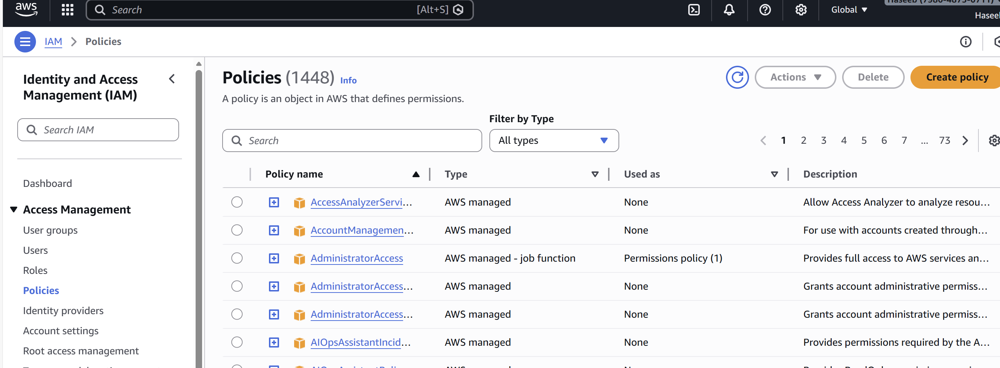 aws
Search [Alt+S]
Global
Haseeb
IAM > Policies
Identity and Access
Management (IAM)
Search IAM
Dashboard
Access Management
User groups
Users
Roles
Policies
Identity providers
Account settings
Root access management
Policies (1448) Info
A policy is an object in AWS that defines permissions.
Actions
Delete
Create policy
Filter by Type
Search
All types
1 2 3 4 5 6 7 ... 73
Policy name Type Used as Description
AccessAnalyzerServi... AWS managed None Allow Access Analyzer to analyze resou...
AccountManagemen... AWS managed None For use with accounts created through...
AdministratorAccess AWS managed - job function Permissions policy (1) Provides full access to AWS services an...
AdministratorAccess... AWS managed None Grants account administrative permiss...
AdministratorAccess... AWS managed None Grants account administrative permiss...
AIOpsAssistantIncid... AWS managed None Provides permissions required by the A...